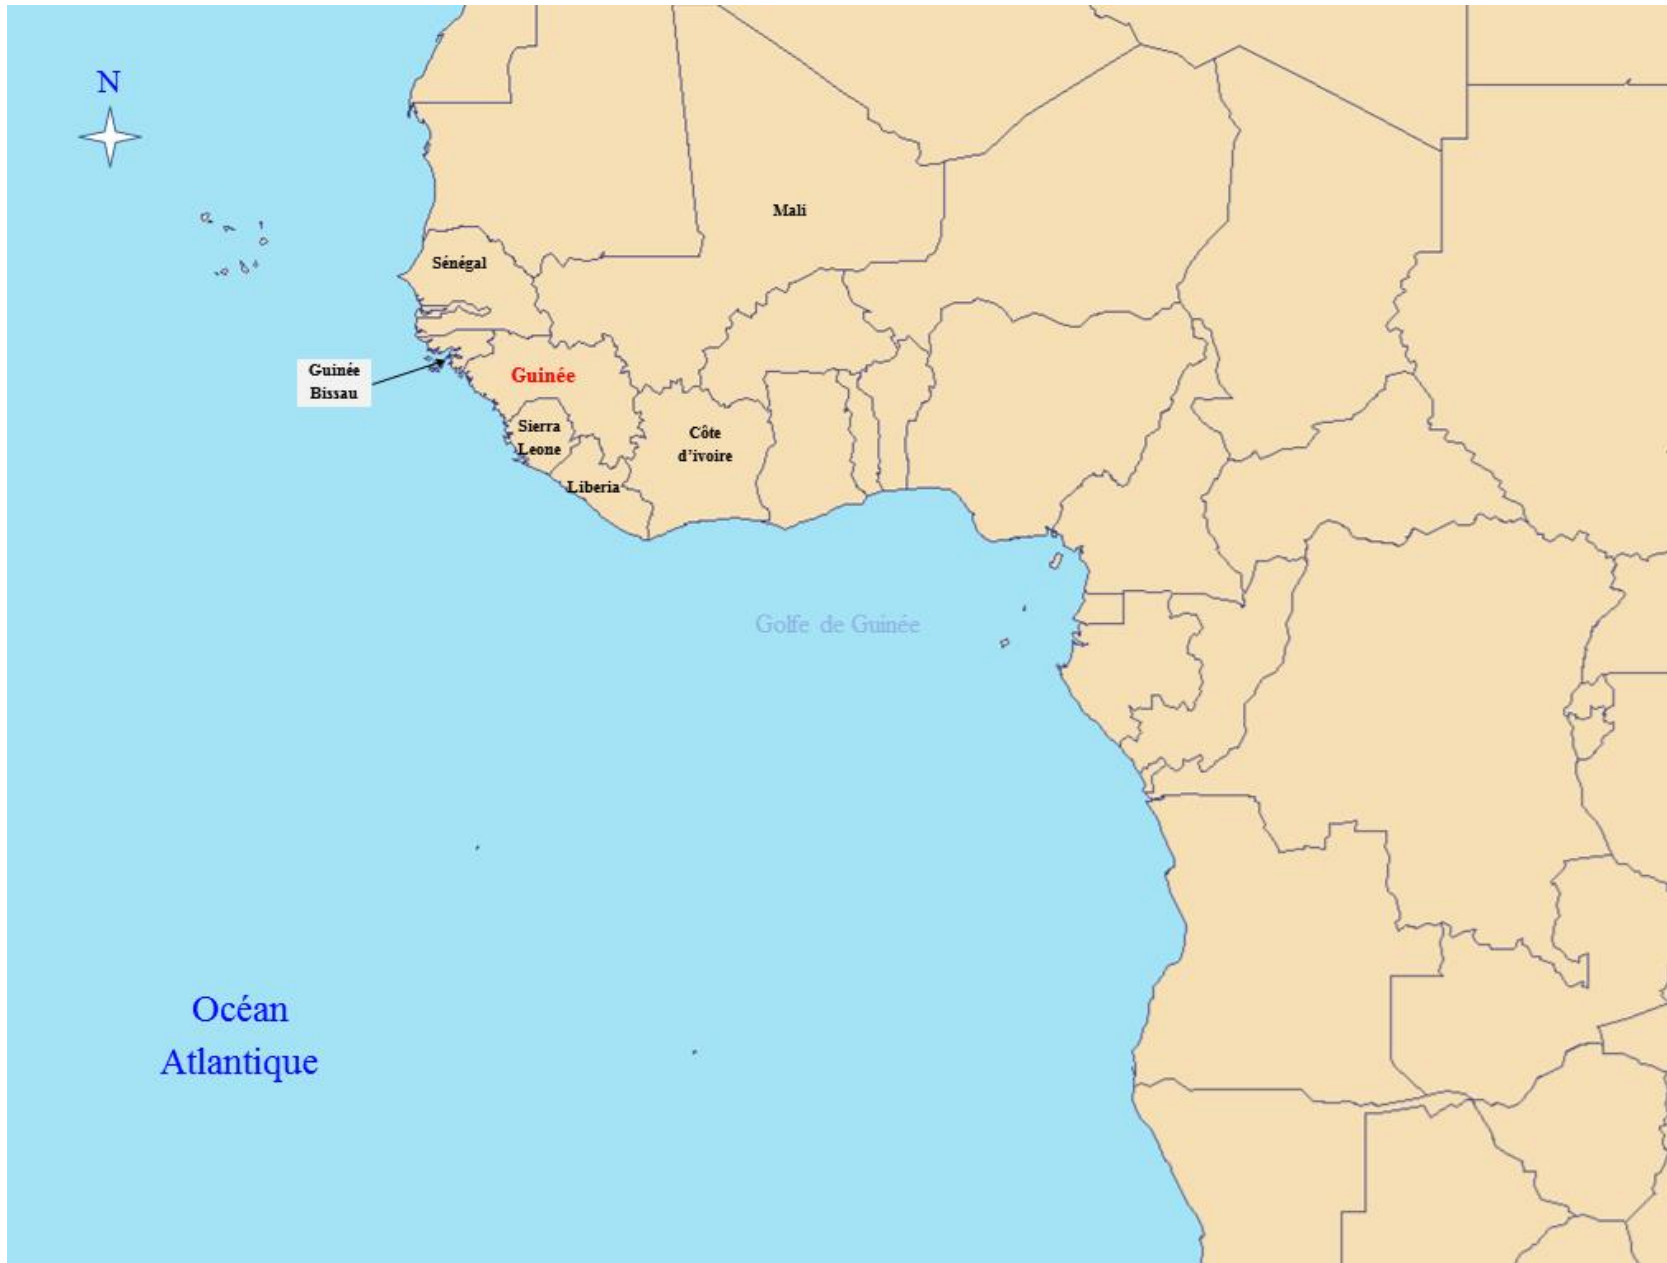 N
Mali
Sénégal
Guinée
Bissau
Guinée
Sierra
Leone
Côte
d’ivoire
Liberia
Golfe de Guinée
Océan
Atlantique